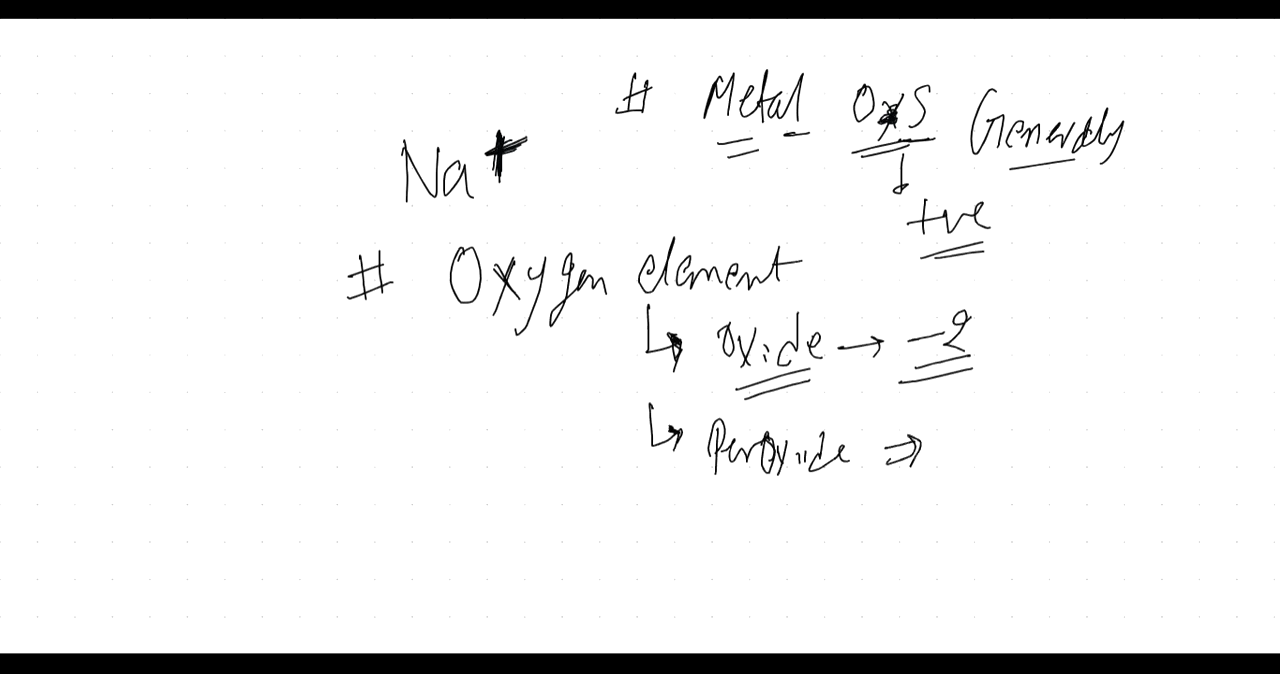 # Metal OxS Generally
Na+
+ve
# Oxygen element
↳ oxide → -2
↳ Peroxide ⇒